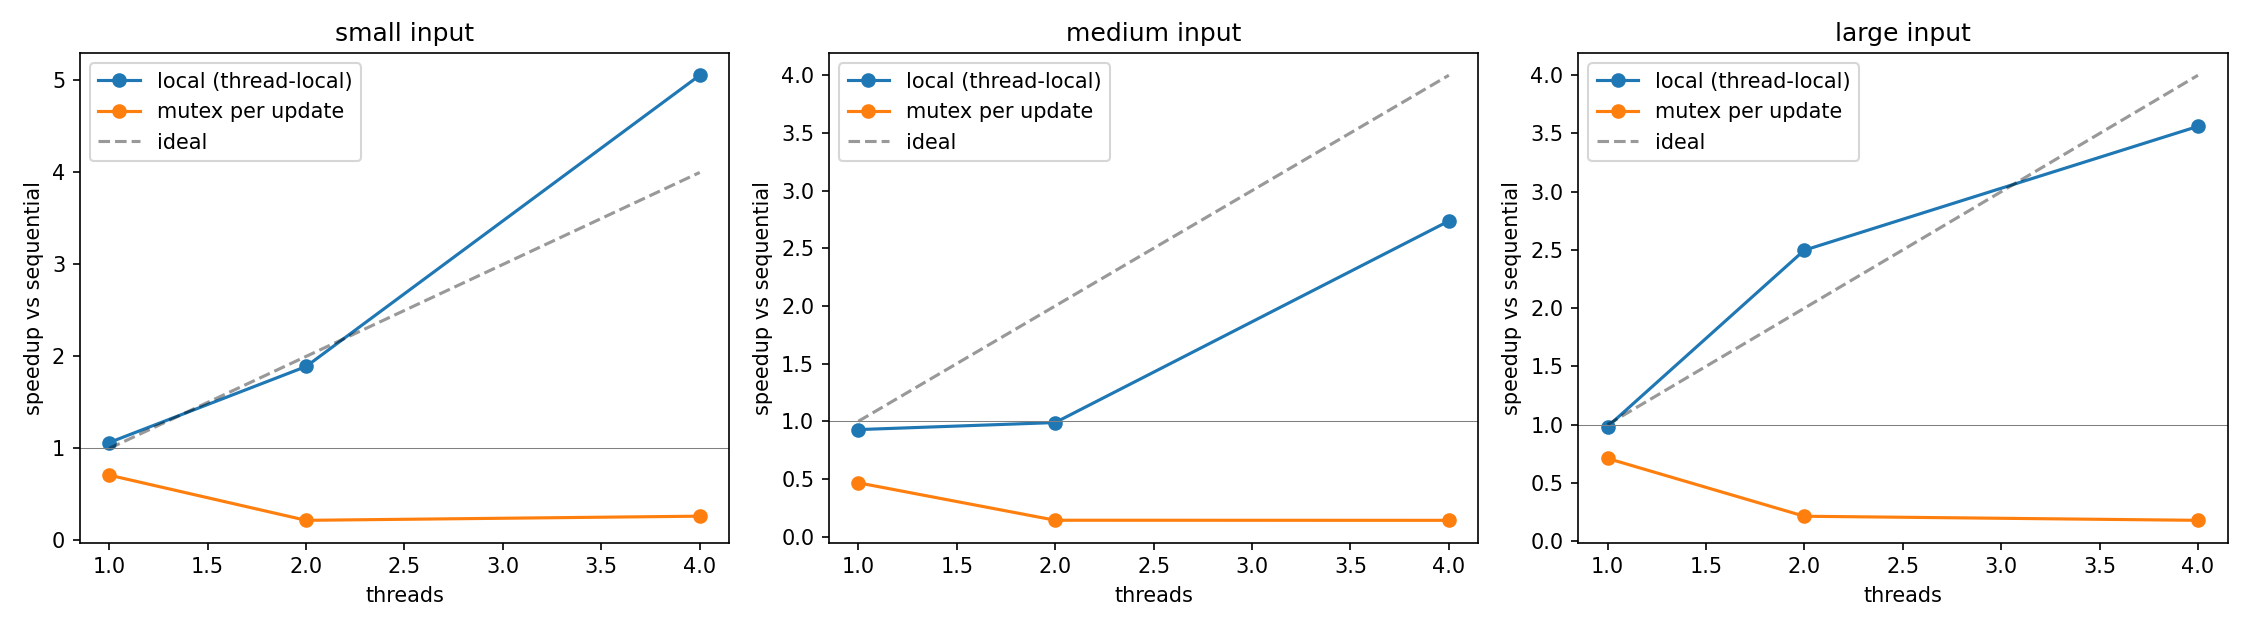 small input
local (thread-local)
mutex per update
ideal
speedup vs sequential
5
4
3
2
1
0
1.0 1.5 2.0 2.5 3.0 3.5 4.0
threads
medium input
local (thread-local)
mutex per update
ideal
speedup vs sequential
4.0
3.5
3.0
2.5
2.0
1.5
1.0
0.5
0.0
1.0 1.5 2.0 2.5 3.0 3.5 4.0
threads
large input
local (thread-local)
mutex per update
ideal
speedup vs sequential
4.0
3.5
3.0
2.5
2.0
1.5
1.0
0.5
0.0
1.0 1.5 2.0 2.5 3.0 3.5 4.0
threads